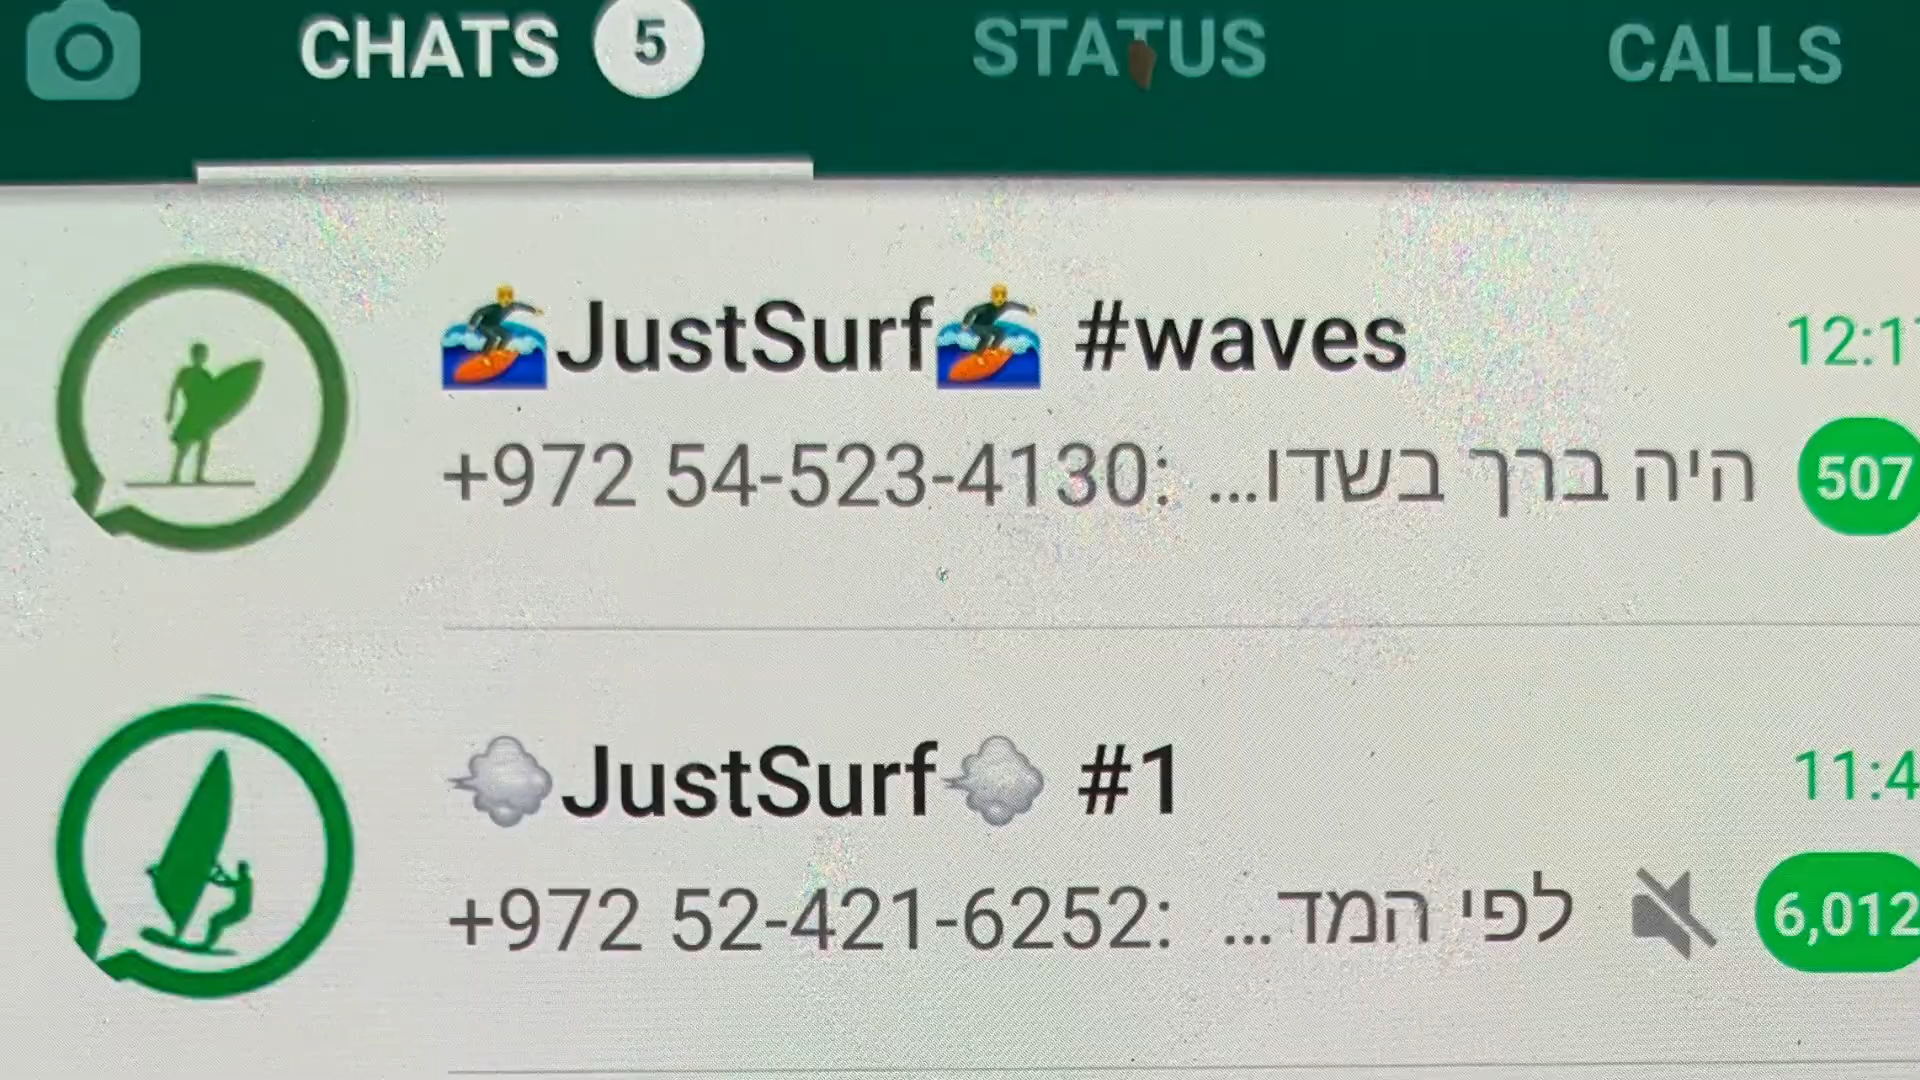 CHATS 5 STATUS CALLS
🏄JustSurf🏄 #waves 12:1
+972 54-523-4130: היה ברך בשדו... 507
💨JustSurf💨 #1 11:4
+972 52-421-6252: לפי המד... 6,012